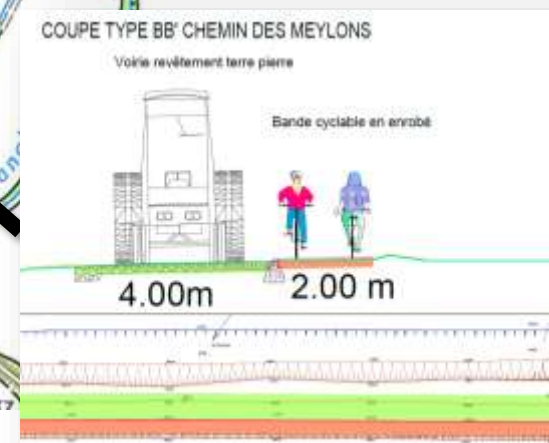 COUPE TYPE BB' CHEMIN DES MEYLONS
Voirie revêtement terre pierre
Bande cyclable en enrobé
4.00m
2.00 m